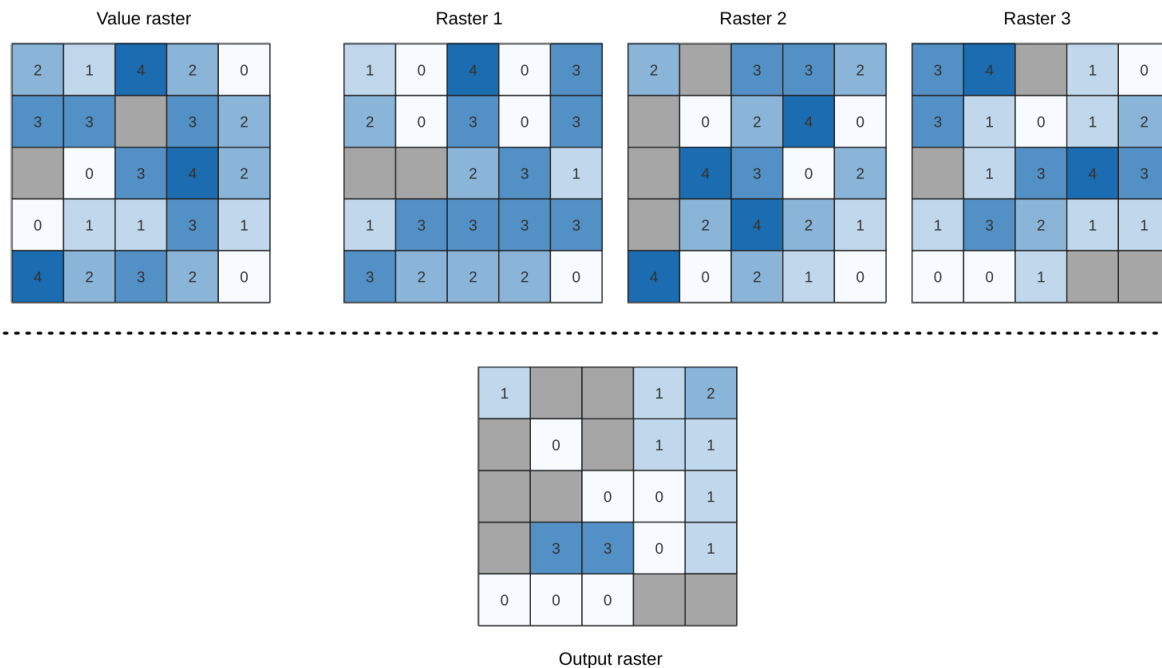 Value raster Raster 1 Raster 2 Raster 3
2 1 4 2 0 1 0 4 0 3 2 3 3 2 3 4 1 0
3 3 3 2 2 0 3 0 3 0 2 4 0 3 1 0 1 2
0 3 4 2 2 3 1 4 3 0 2 1 3 4 3
0 1 1 3 1 1 3 3 3 3 2 4 2 1 1 3 2 1 1
4 2 3 2 0 3 2 2 2 0 4 0 2 1 0 0 0 1
1 1 2
0 1 1
0 0 1
3 3 0 1
0 0 0
Output raster